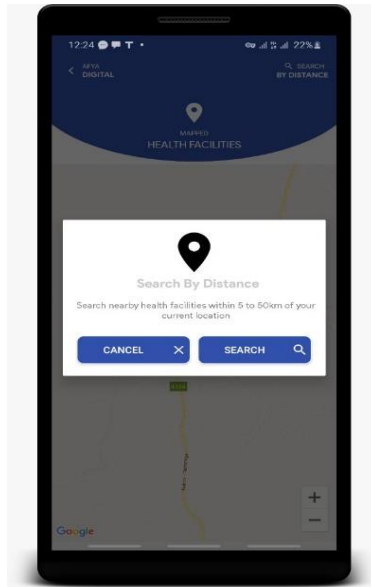 12:24
22%
AFYA
DIGITAL
SEARCH
BY DISTANCE
MAPPED
HEALTH FACILITIES
Search By Distance
Search nearby health facilities within 5 to 50km of your
current location
CANCEL
SEARCH
Google